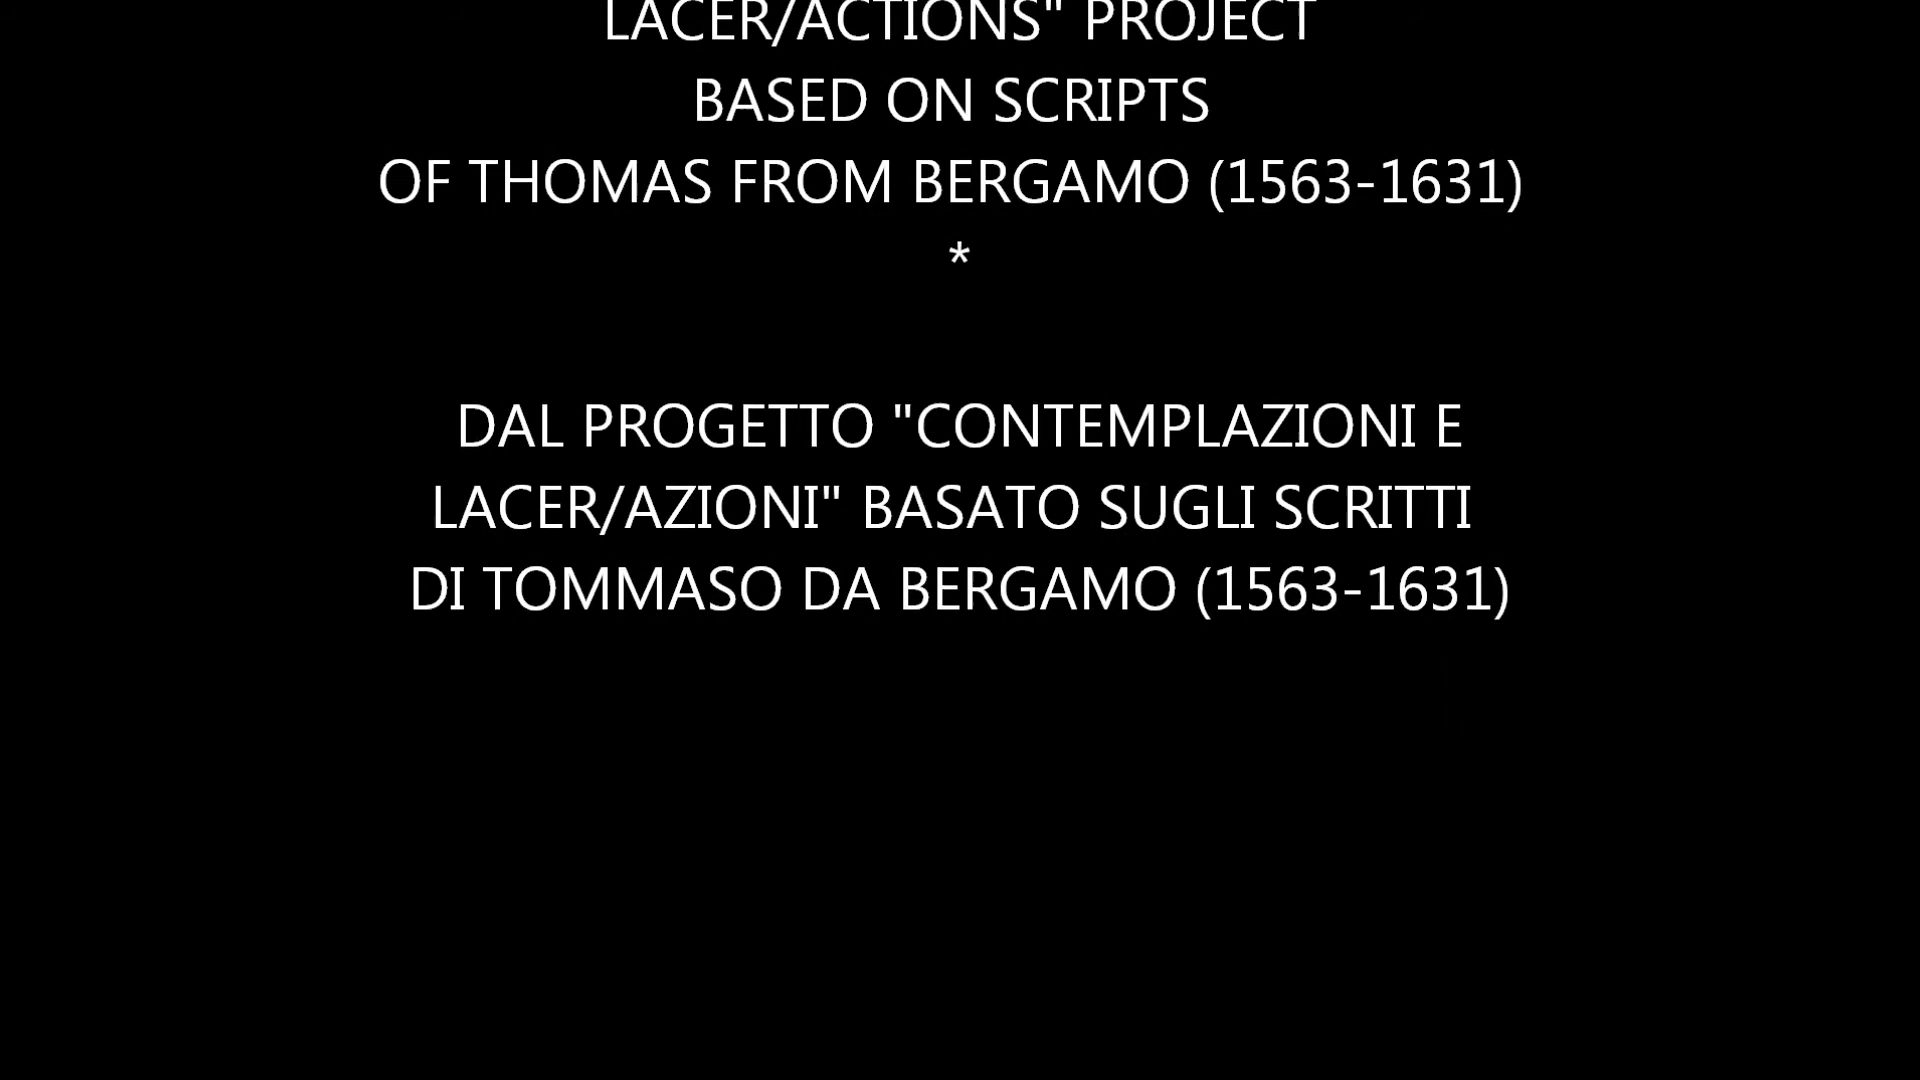 LACER/ACTIONS" PROJECT
BASED ON SCRIPTS
OF THOMAS FROM BERGAMO (1563-1631)
*
DAL PROGETTO "CONTEMPLAZIONI E
LACER/AZIONI" BASATO SUGLI SCRITTI
DI TOMMASO DA BERGAMO (1563-1631)